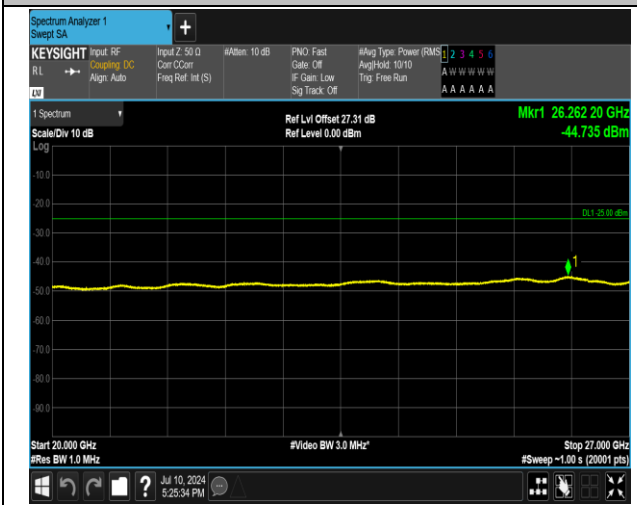 Spectrum Analyzer 1
Swept SA
+
KEYSIGHT Input: RF Input Z: 50 Ω #Atten: 10 dB PNO: Fast #Avg Type: Power (RMS 1 2 3 4 5 6
RL Coupling: DC Corr CCorr Gate: Off Avg|Hold: 10/10 A W W W W W
Align: Auto Freq Ref: Int (S) IF Gain: Low Trig: Free Run
Sig Track: Off A A A A A A
LXI
1 Spectrum Ref Lvl Offset 27.31 dB Mkr1 26.262 20 GHz
Scale/Div 10 dB Ref Level 0.00 dBm -44.735 dBm
Log
-10.0
-20.0
DL1 -25.00 dBm
-30.0
-40.0
1
-50.0
-60.0
-70.0
-80.0
-90.0
Start 20.000 GHz #Video BW 3.0 MHz* Stop 27.000 GHz
#Res BW 1.0 MHz #Sweep ~1.00 s (20001 pts)
? Jul 10, 2024
5:25:34 PM